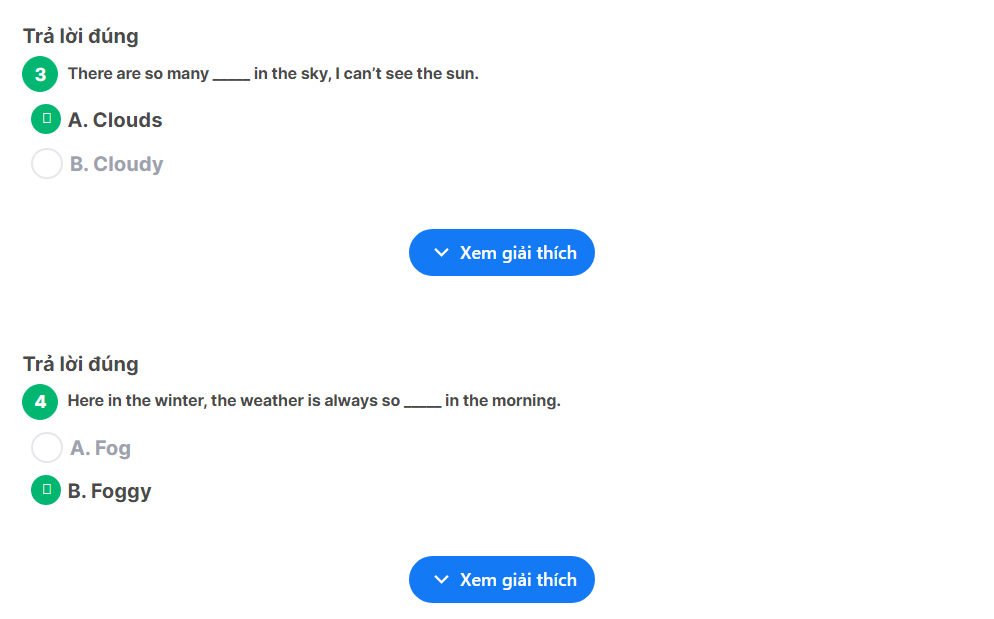 Trả lời đúng
3 There are so many _____ in the sky, I can’t see the sun.
A. Clouds
B. Cloudy
Xem giải thích
Trả lời đúng
4 Here in the winter, the weather is always so _____ in the morning.
A. Fog
B. Foggy
Xem giải thích